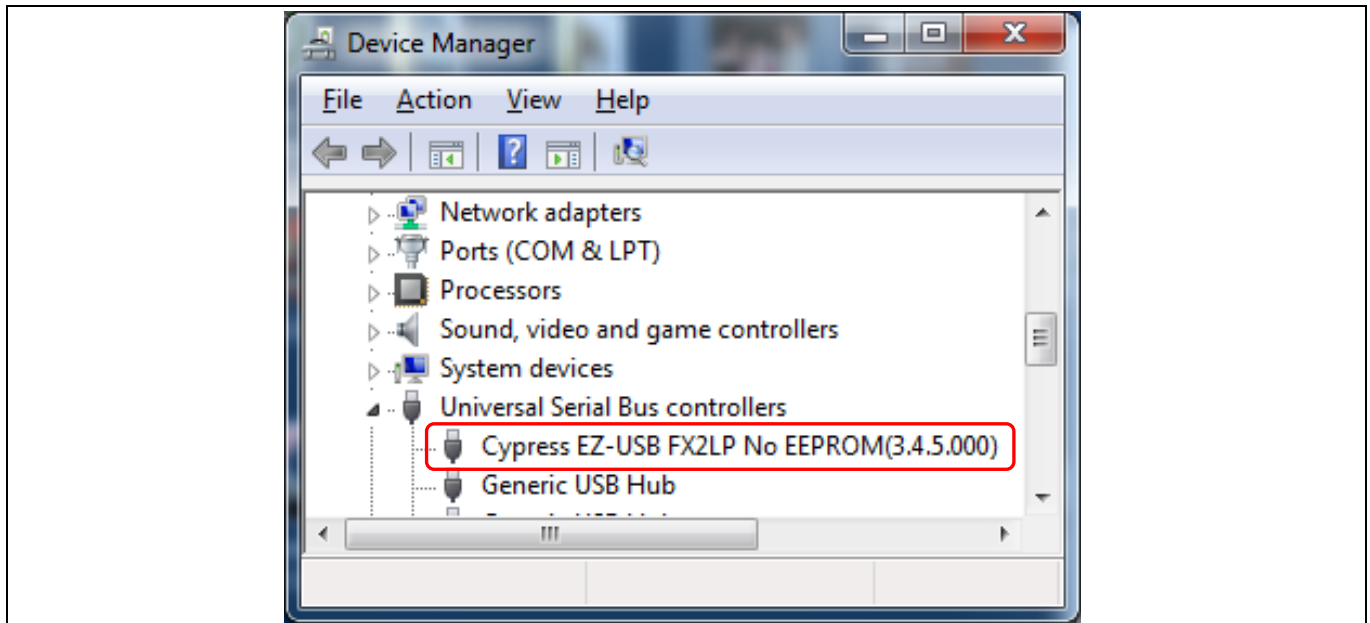 Device Manager
File Action View Help
Network adapters
Ports (COM & LPT)
Processors
Sound, video and game controllers
System devices
Universal Serial Bus controllers
Cypress EZ-USB FX2LP No EEPROM(3.4.5.000)
Generic USB Hub